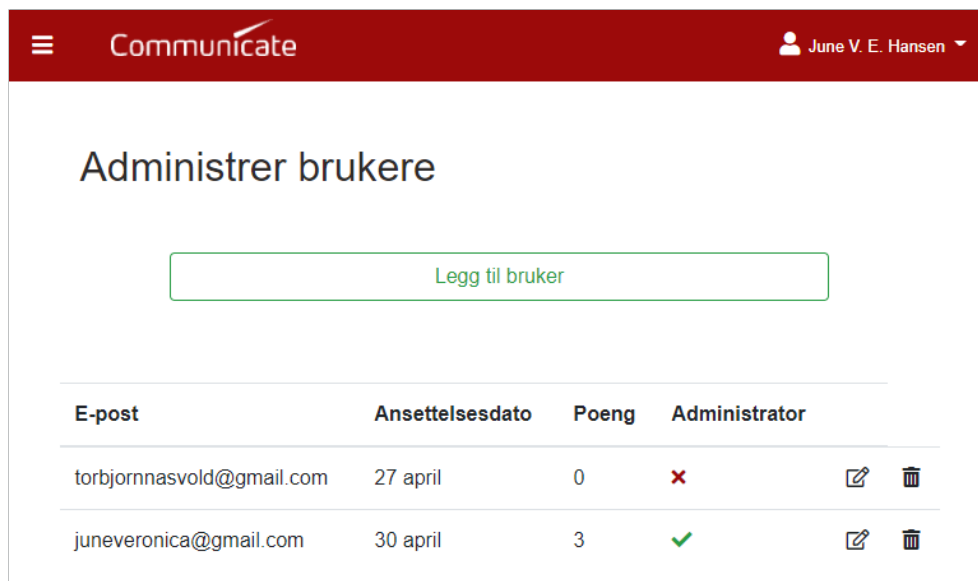 Communicate
June V. E. Hansen
Administrer brukere
Legg til bruker
E-post Ansettelsesdato Poeng Administrator
torbjornnasvold@gmail.com 27 april 0
juneveronica@gmail.com 30 april 3